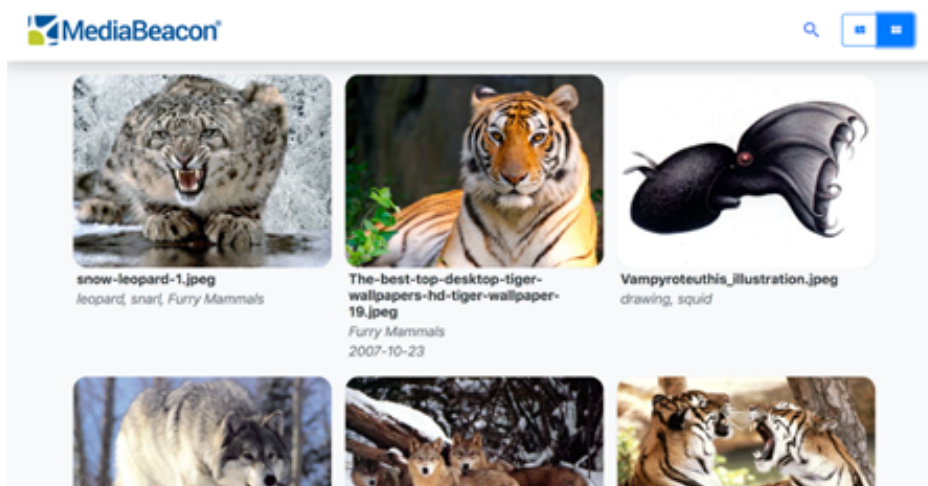 MediaBeacon®
snow-leopard-1.jpeg
leopard, snarl, Furry Mammals
The-best-top-desktop-tiger-
wallpapers-hd-tiger-wallpaper-
19.jpeg
Furry Mammals
2007-10-23
Vampyroteuthis_illustration.jpeg
drawing, squid